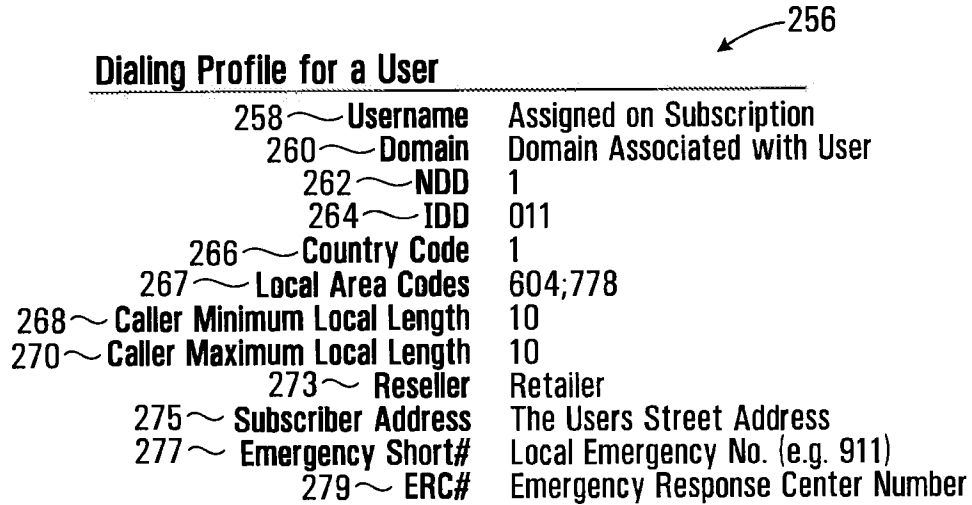 256
Dialing Profile for a User
258 Username Assigned on Subscription
260 Domain Domain Associated with User
262 NDD 1
264 IDD 011
266 Country Code 1
267 Local Area Codes 604;778
268 Caller Minimum Local Length 10
270 Caller Maximum Local Length 10
273 Reseller Retailer
275 Subscriber Address The Users Street Address
277 Emergency Short# Local Emergency No. (e.g. 911)
279 ERC# Emergency Response Center Number